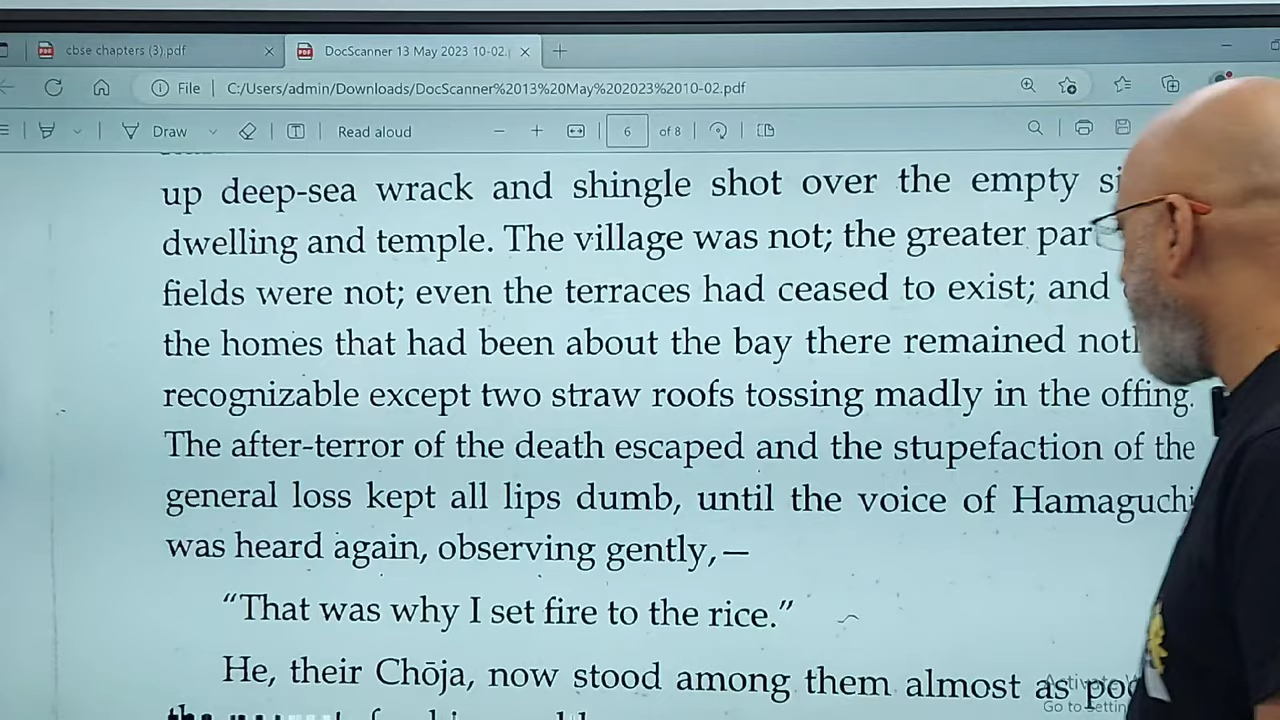 cbse chapters (3).pdf
DocScanner 13 May 2023 10-02.
File
C:/Users/admin/Downloads/DocScanner%2013%20May%202023%2010-02.pdf
Draw
Read aloud
6
of 8
up deep-sea wrack and shingle shot over the empty
dwelling and temple. The village was not; the greater
fields were not; even the terraces had ceased to exist; and
the homes that had been about the bay there remained
recognizable except two straw roofs tossing madly in the offing.
The after-terror of the death escaped and the stupefaction of the
general loss kept all lips dumb, until the voice of Hamaguchi
was heard again, observing gently,—
“That was why I set fire to the rice.”
He, their Chōja, now stood among them almost as